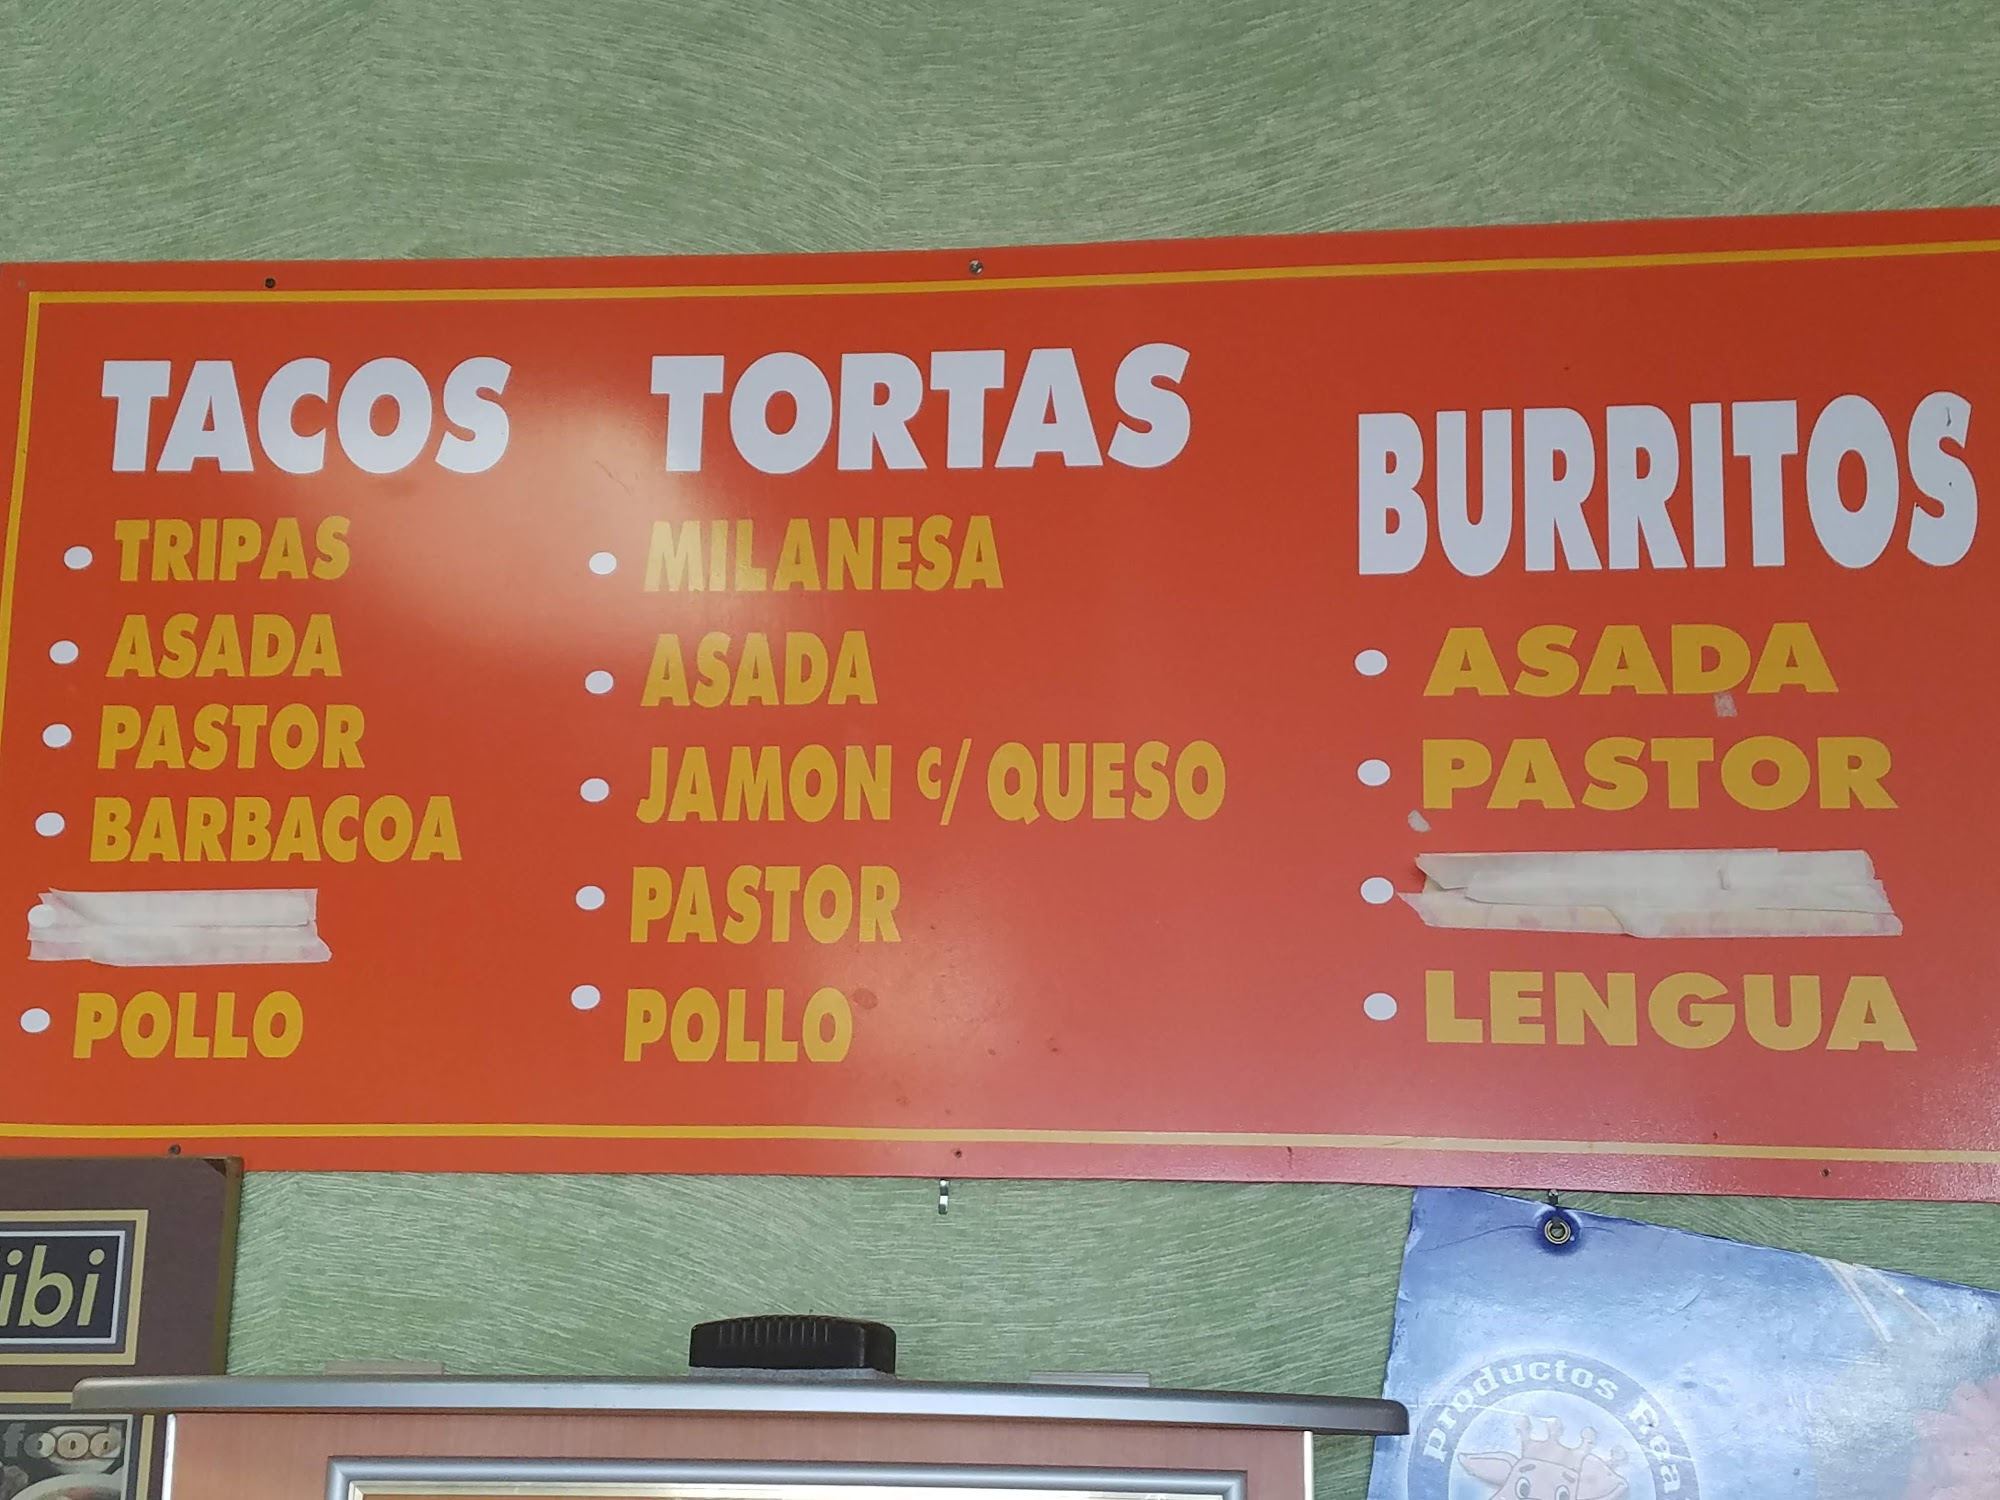 TACOS
TRIPAS
ASADA
PASTOR
BARBACOA
POLLO
TORTAS
MILANESA
ASADA
JAMON c/ QUESO
PASTOR
POLLO
BURRITOS
ASADA
PASTOR
LENGUA
ibi
food
Productos